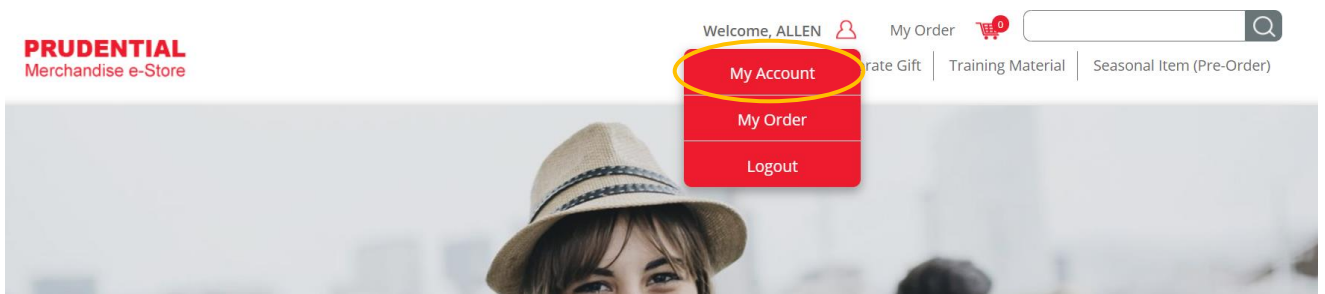 Welcome, ALLEN My Order 0
PRUDENTIAL
Merchandise e-Store
rate Gift Training Material Seasonal Item (Pre-Order)
My Account
My Order
Logout